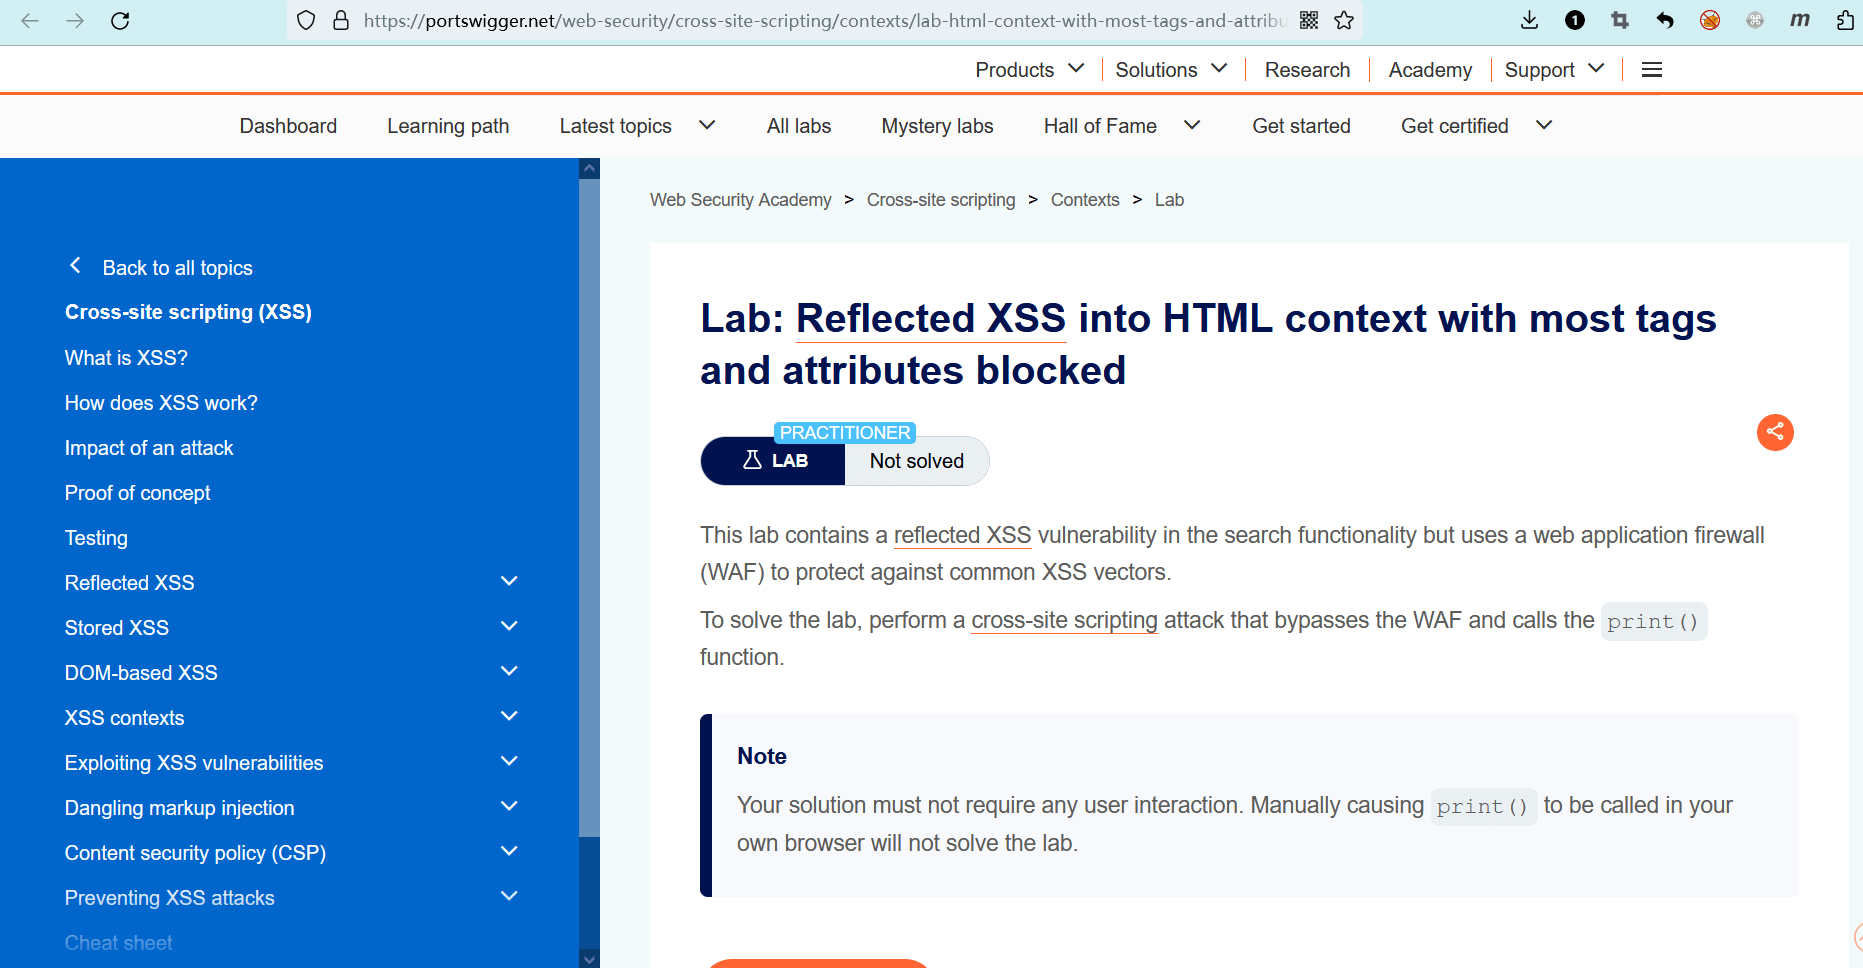 https://portswigger.net/web-security/cross-site-scripting/contexts/lab-html-context-with-most-tags-and-attribu
1
m
Products
Solutions
Research
Academy
Support
Dashboard
Learning path
Latest topics
All labs
Mystery labs
Hall of Fame
Get started
Get certified
Back to all topics
Cross-site scripting (XSS)
What is XSS?
How does XSS work?
Impact of an attack
Proof of concept
Testing
Reflected XSS
Stored XSS
DOM-based XSS
XSS contexts
Exploiting XSS vulnerabilities
Dangling markup injection
Content security policy (CSP)
Preventing XSS attacks
Cheat sheet
Web Security Academy > Cross-site scripting > Contexts > Lab
Lab: Reflected XSS into HTML context with most tags
and attributes blocked
PRACTITIONER
LAB
Not solved
This lab contains a reflected XSS vulnerability in the search functionality but uses a web application firewall
(WAF) to protect against common XSS vectors.
To solve the lab, perform a cross-site scripting attack that bypasses the WAF and calls the print()
function.
Note
Your solution must not require any user interaction. Manually causing print() to be called in your
own browser will not solve the lab.